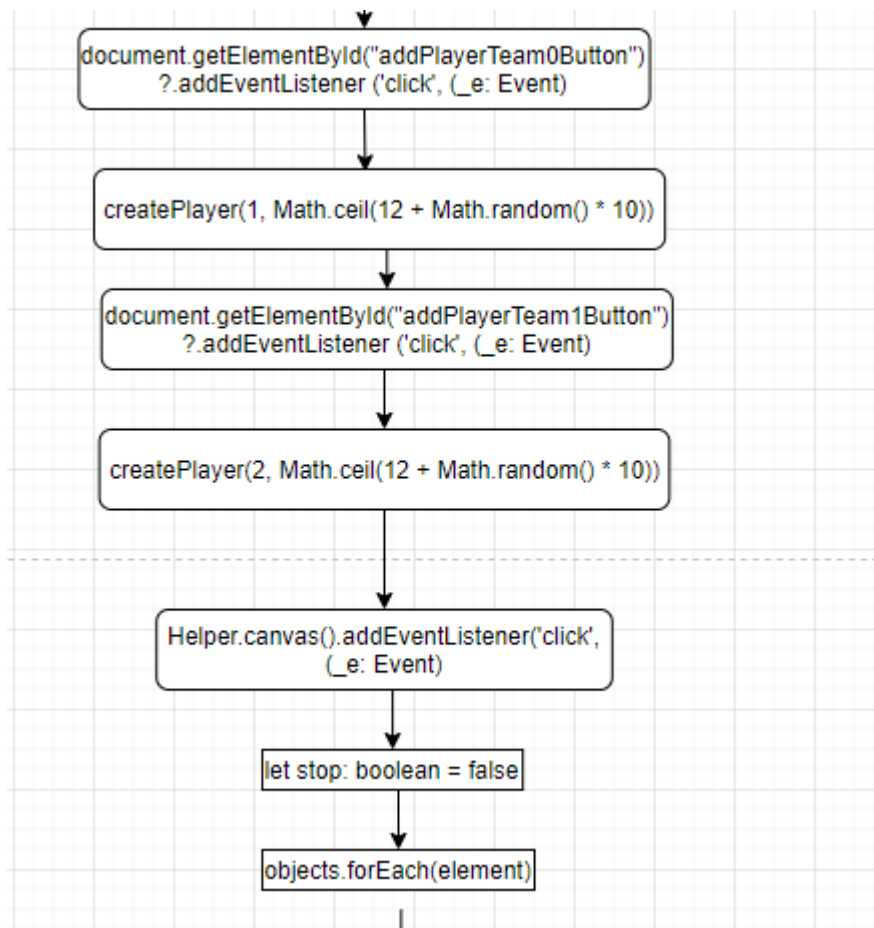 document.getElementById("addPlayerTeam0Button")
?.addEventListener ('click', (_e: Event)
createPlayer(1, Math.ceil(12 + Math.random() * 10))
document.getElementById("addPlayerTeam1Button")
?.addEventListener ('click', (_e: Event)
createPlayer(2, Math.ceil(12 + Math.random() * 10))
Helper.canvas().addEventListener('click',
(_e: Event)
let stop: boolean = false
objects.forEach(element)